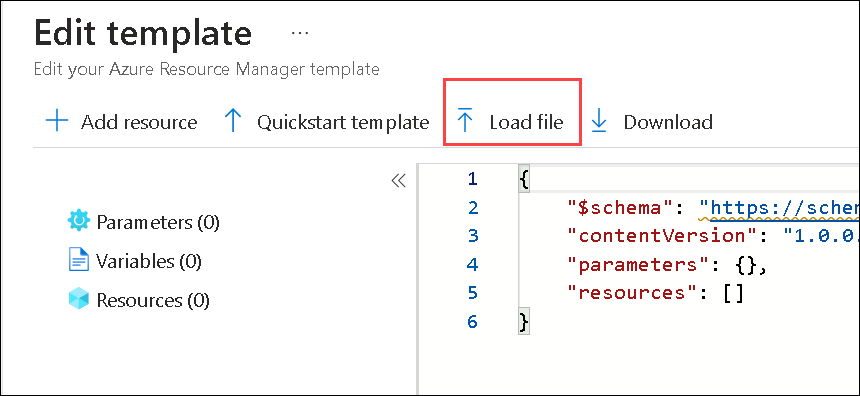 Edit template ...
Edit your Azure Resource Manager template
Add resource Quickstart template Load file Download
Parameters (0)
Variables (0)
Resources (0)
1 {
2 "$schema": "https://schen
3 "contentVersion": "1.0.0.
4 "parameters": {},
5 "resources": []
6 }